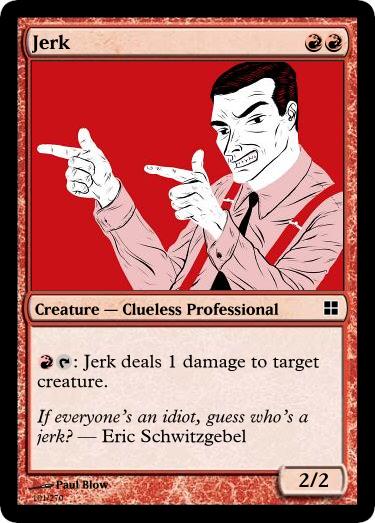 Jerk
Creature — Clueless Professional
: Jerk deals 1 damage to target
creature.
If everyone's an idiot, guess who's a
jerk? — Eric Schwitzgebel
Paul Blow
2/2